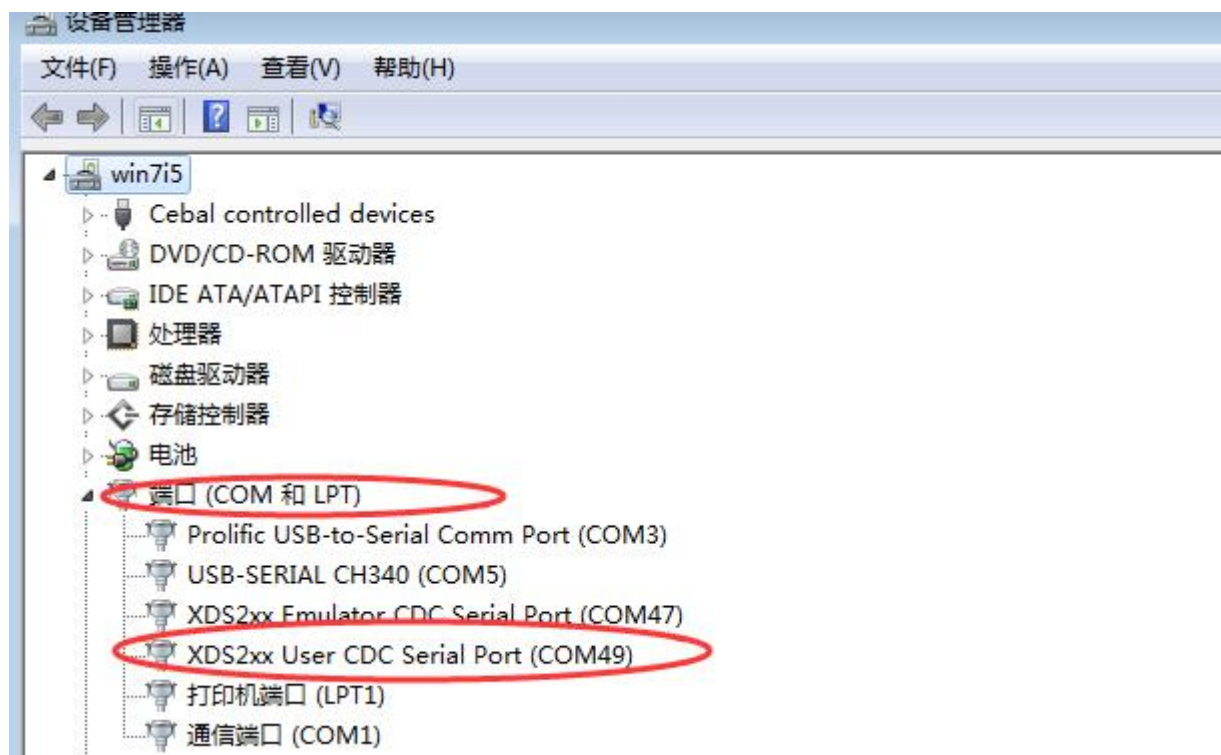 设备管理器
文件(F) 操作(A) 查看(V) 帮助(H)
win7i5
Cebal controlled devices
DVD/CD-ROM 驱动器
IDE ATA/ATAPI 控制器
处理器
磁盘驱动器
存储控制器
电池
端口 (COM 和 LPT)
Prolific USB-to-Serial Comm Port (COM3)
USB-SERIAL CH340 (COM5)
XDS2xx Emulator CDC Serial Port (COM47)
XDS2xx User CDC Serial Port (COM49)
打印机端口 (LPT1)
通信端口 (COM1)